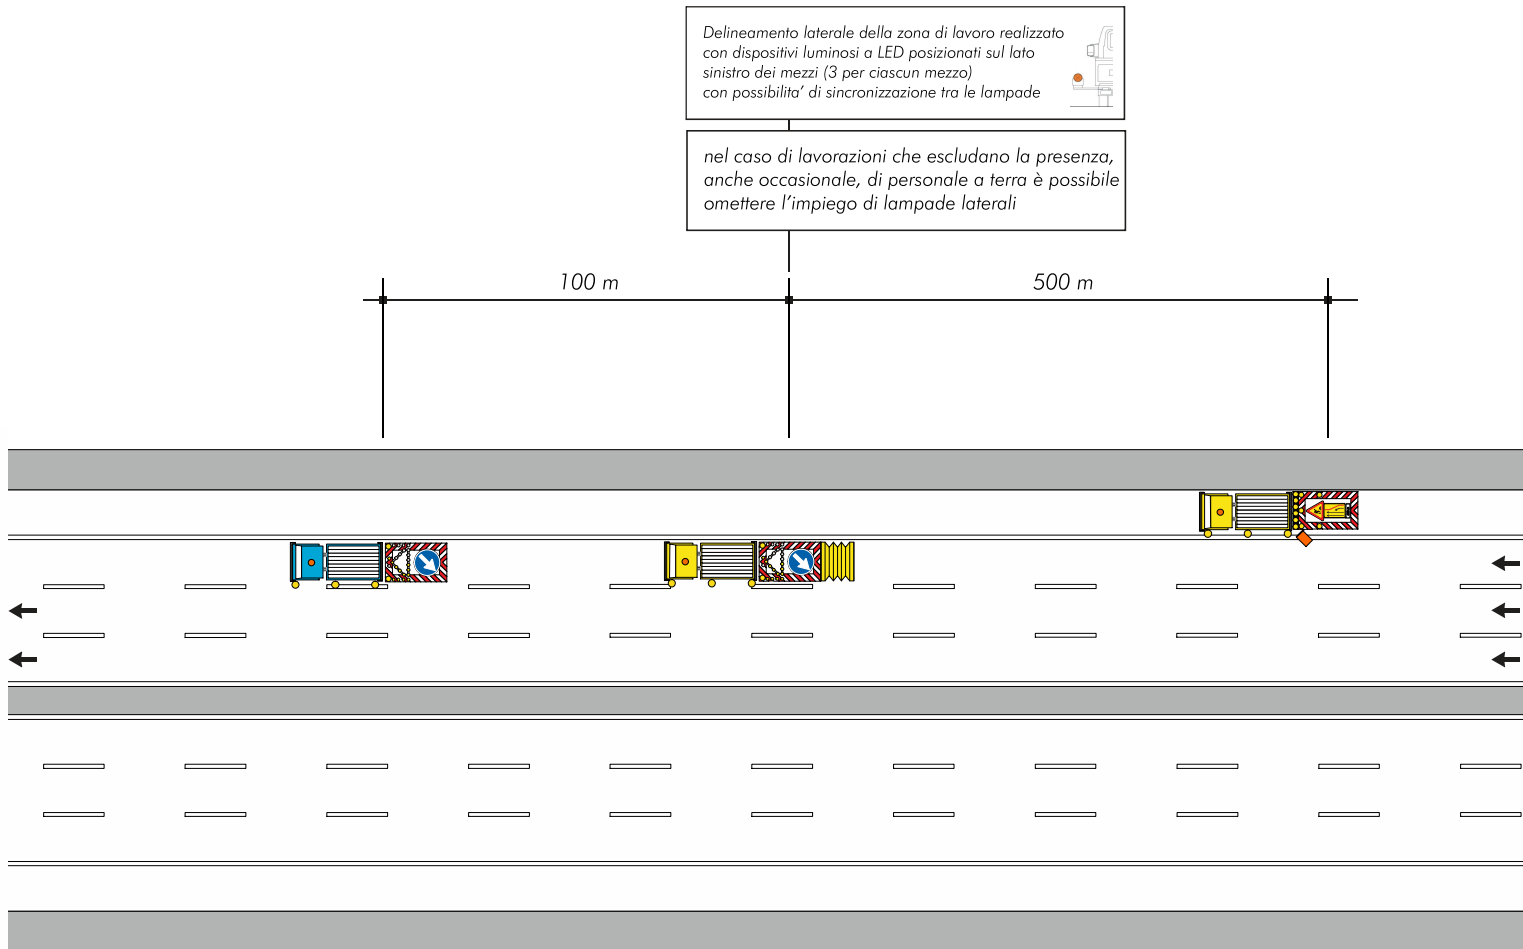 Delineamento laterale della zona di lavoro realizzato
con dispositivi luminosi a LED posizionati sul lato
sinistro dei mezzi (3 per ciascun mezzo)
con possibilita' di sincronizzazione tra le lampade
nel caso di lavorazioni che escludano la presenza,
anche occasionale, di personale a terra è possibile
omettere l'impiego di lampade laterali
100 m
500 m